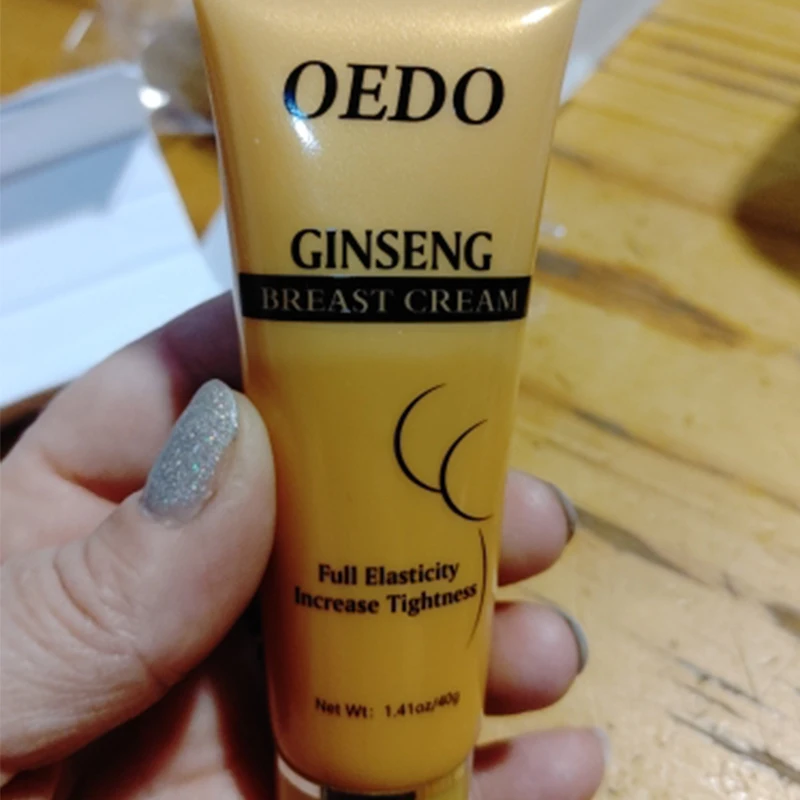 OEDO
GINSENG
BREAST CREAM
Full Elasticity
Increase Tightness
Net Wt: 1.41oz/40g